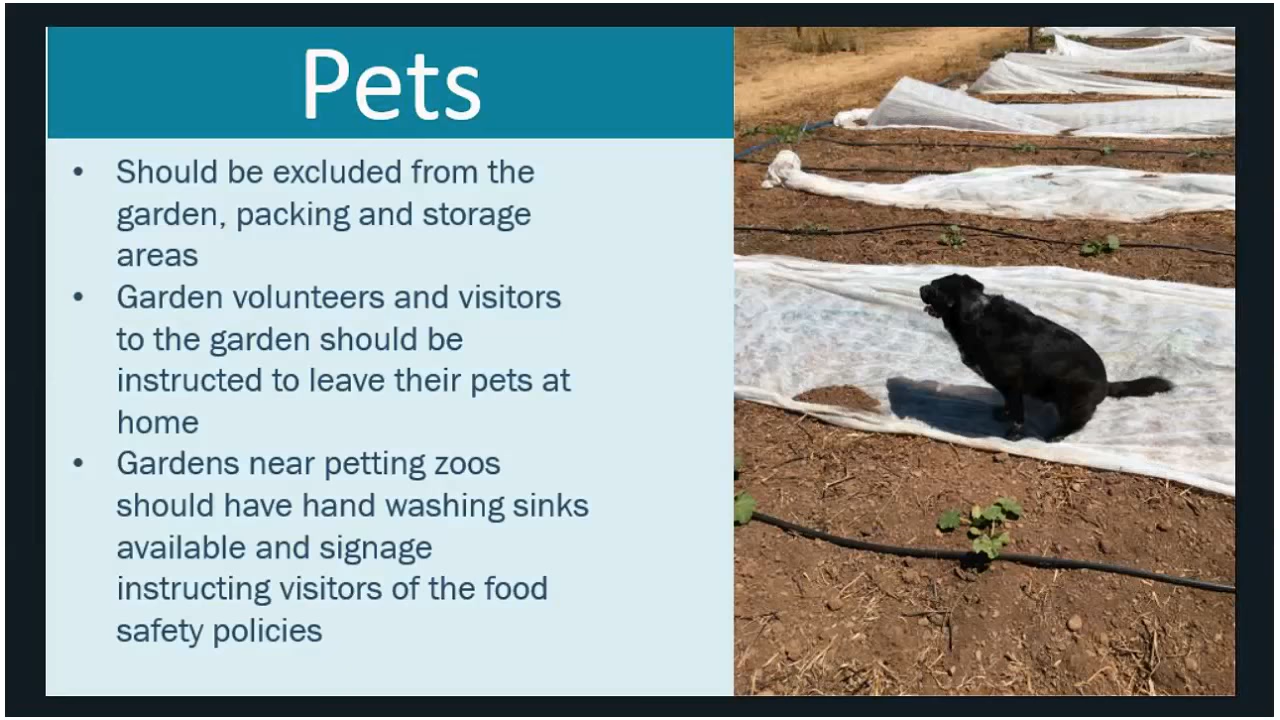 Pets
• Should be excluded from the
garden, packing and storage
areas
• Garden volunteers and visitors
to the garden should be
instructed to leave their pets at
home
• Gardens near petting zoos
should have hand washing sinks
available and signage
instructing visitors of the food
safety policies